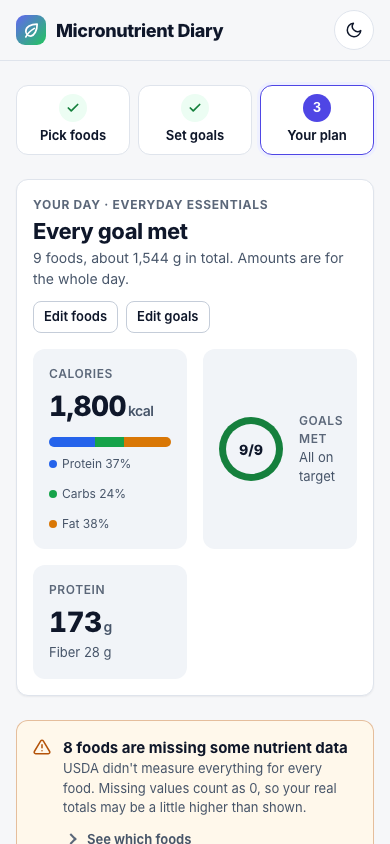 Micronutrient Diary
Pick foods
Set goals
3
Your plan
YOUR DAY · EVERYDAY ESSENTIALS
Every goal met
9 foods, about 1,544 g in total. Amounts are for
the whole day.
Edit foods
Edit goals
CALORIES
1,800 kcal
Protein 37%
Carbs 24%
Fat 38%
9/9
GOALS
MET
All on
target
PROTEIN
173 g
Fiber 28 g
8 foods are missing some nutrient data
USDA didn't measure everything for every
food. Missing values count as 0, so your real
totals may be a little higher than shown.
See which foods